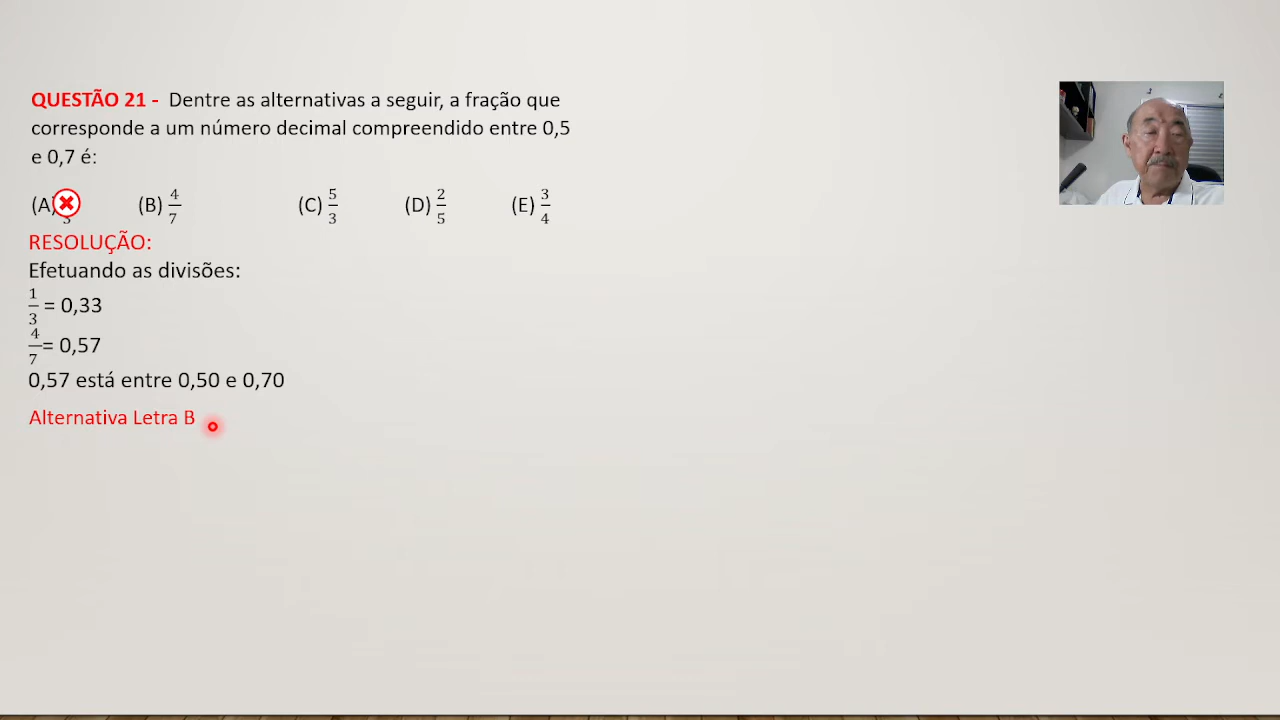 QUESTÃO 21 - Dentre as alternativas a seguir, a fração que
corresponde a um número decimal compreendido entre 0,5
e 0,7 é:
(A) (B) 4/7 (C) 5/3 (D) 2/5 (E) 3/4
RESOLUÇÃO:
Efetuando as divisões:
1/3 = 0,33
4/7= 0,57
0,57 está entre 0,50 e 0,70
Alternativa Letra B